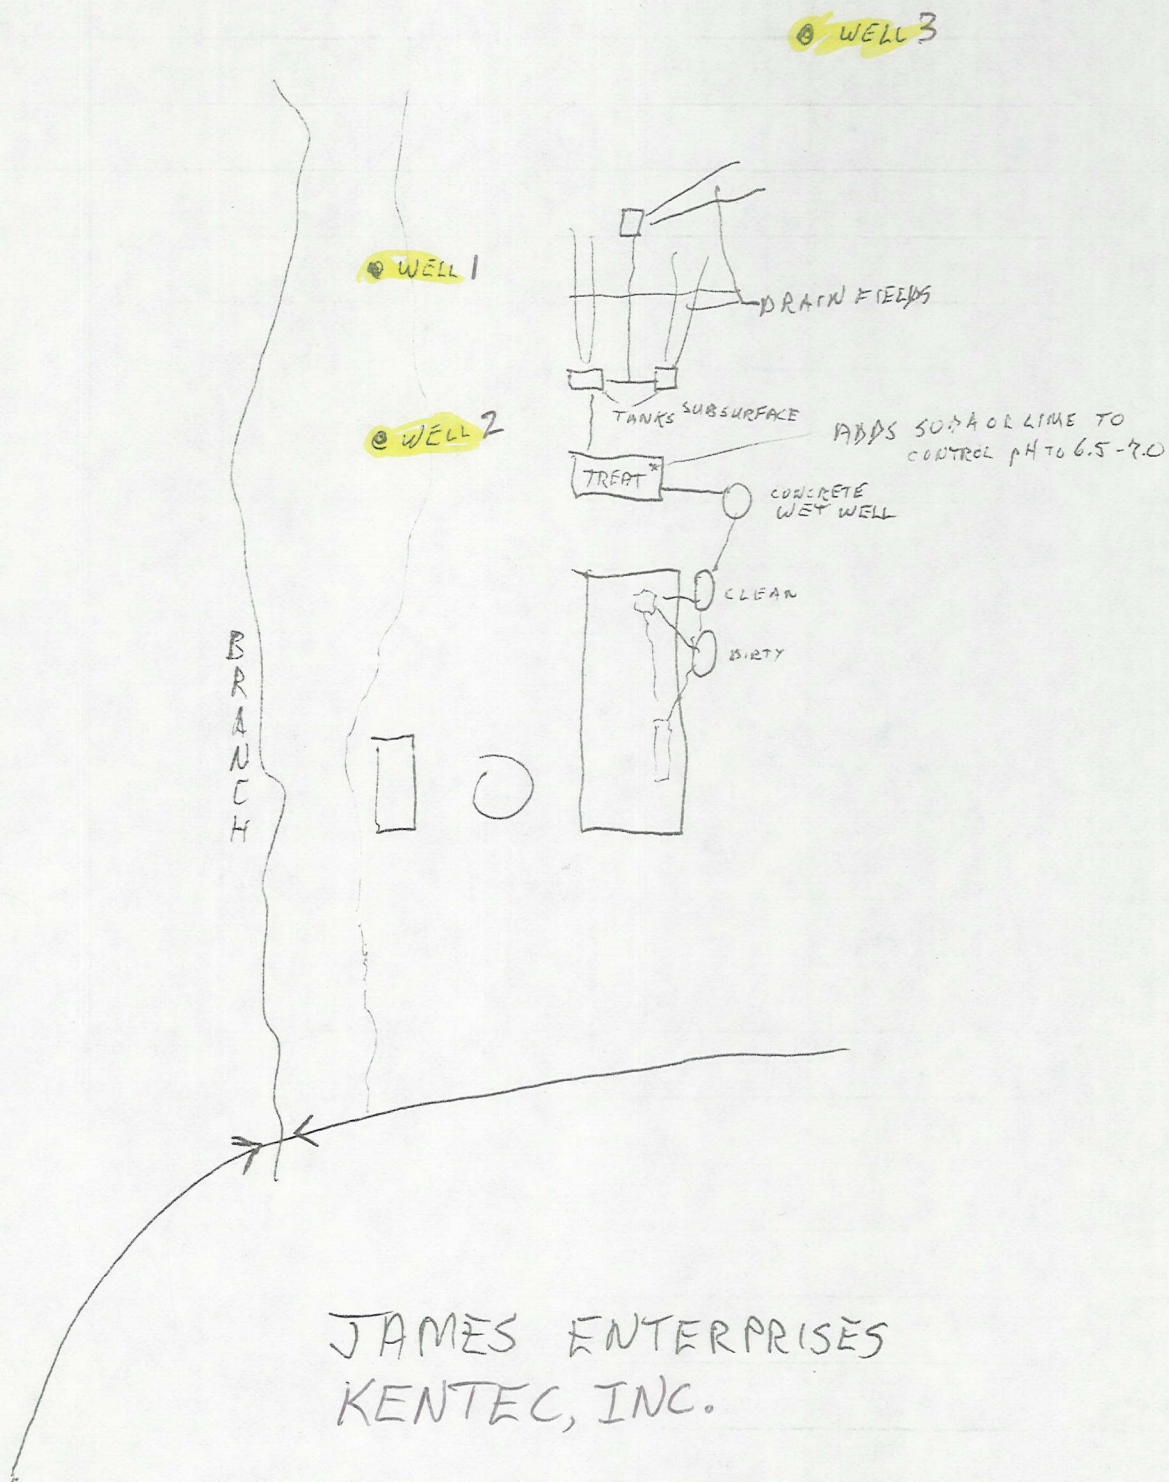 WELL 3
WELL 1
DRAIN FIELDS
TANKS SUBSURFACE
WELL 2
ADDS SODA OR LIME TO
CONTROL pH TO 6.5-7.0
TREAT*
CONCRETE
WET WELL
CLEAN
DIRTY
BRANCH
JAMES ENTERPRISES
KENTEC, INC.